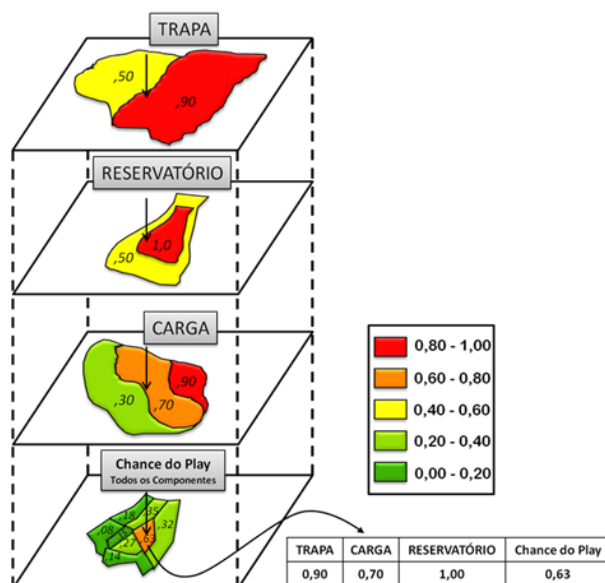 TRAPA
,50
,90
RESERVATÓRIO
,50
1,0
CARGA
,30
,70
,90
Chance do Play
Todos os Componentes
,08
,18
,35
,32
,27
,63
,14
0,80 - 1,00
0,60 - 0,80
0,40 - 0,60
0,20 - 0,40
0,00 - 0,20
TRAPA CARGA RESERVATÓRIO Chance do Play
0,90 0,70 1,00 0,63